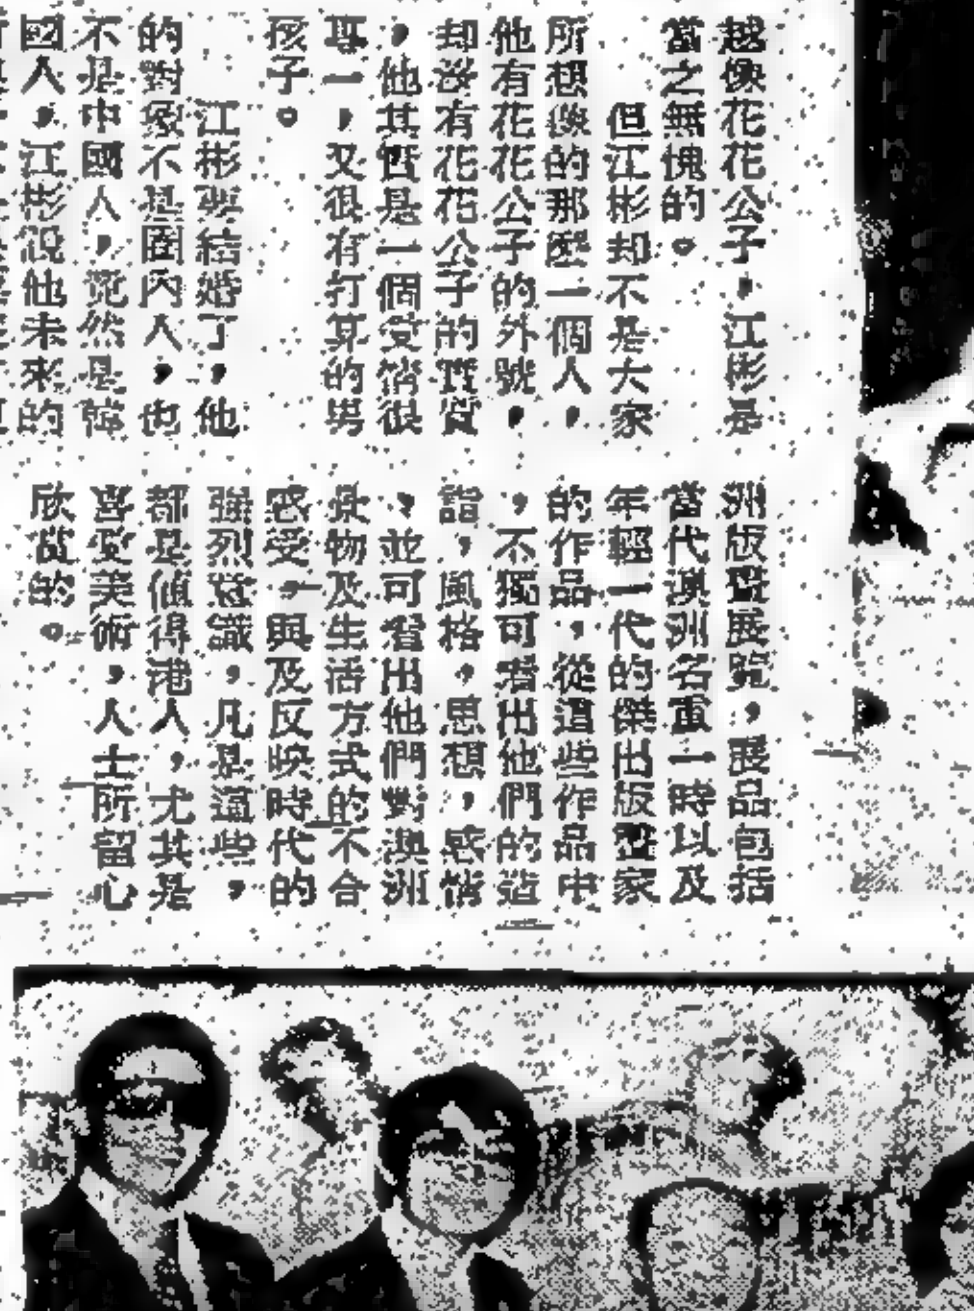 越像花花公子，江彬是
當之無愧的。
但江彬却不是大家
所想像的那麼一個人，
他有花花公子的外號，
却沒有花花公子的實質
，他其實是一個愛情很
專一，又很有打算的男
孩子。
江彬要結婚了，他
的對象不是圈內人，也
不是中國人，竟然是韓
國人，江彬說他未來的
洲版畫展覽，展品包括
當代澳洲名重一時以及
年輕一代的傑出版畫家
的作品，從這些作品中
，不獨可看出他們的造
詣，風格，思想，感情
，並可看出他們對澳洲
景物及生活方式的不合
感受，與及反映時代的
强烈意識，凡是這些，
都是值得港人，尤其是
喜愛美術，人士所留心
欣賞的。